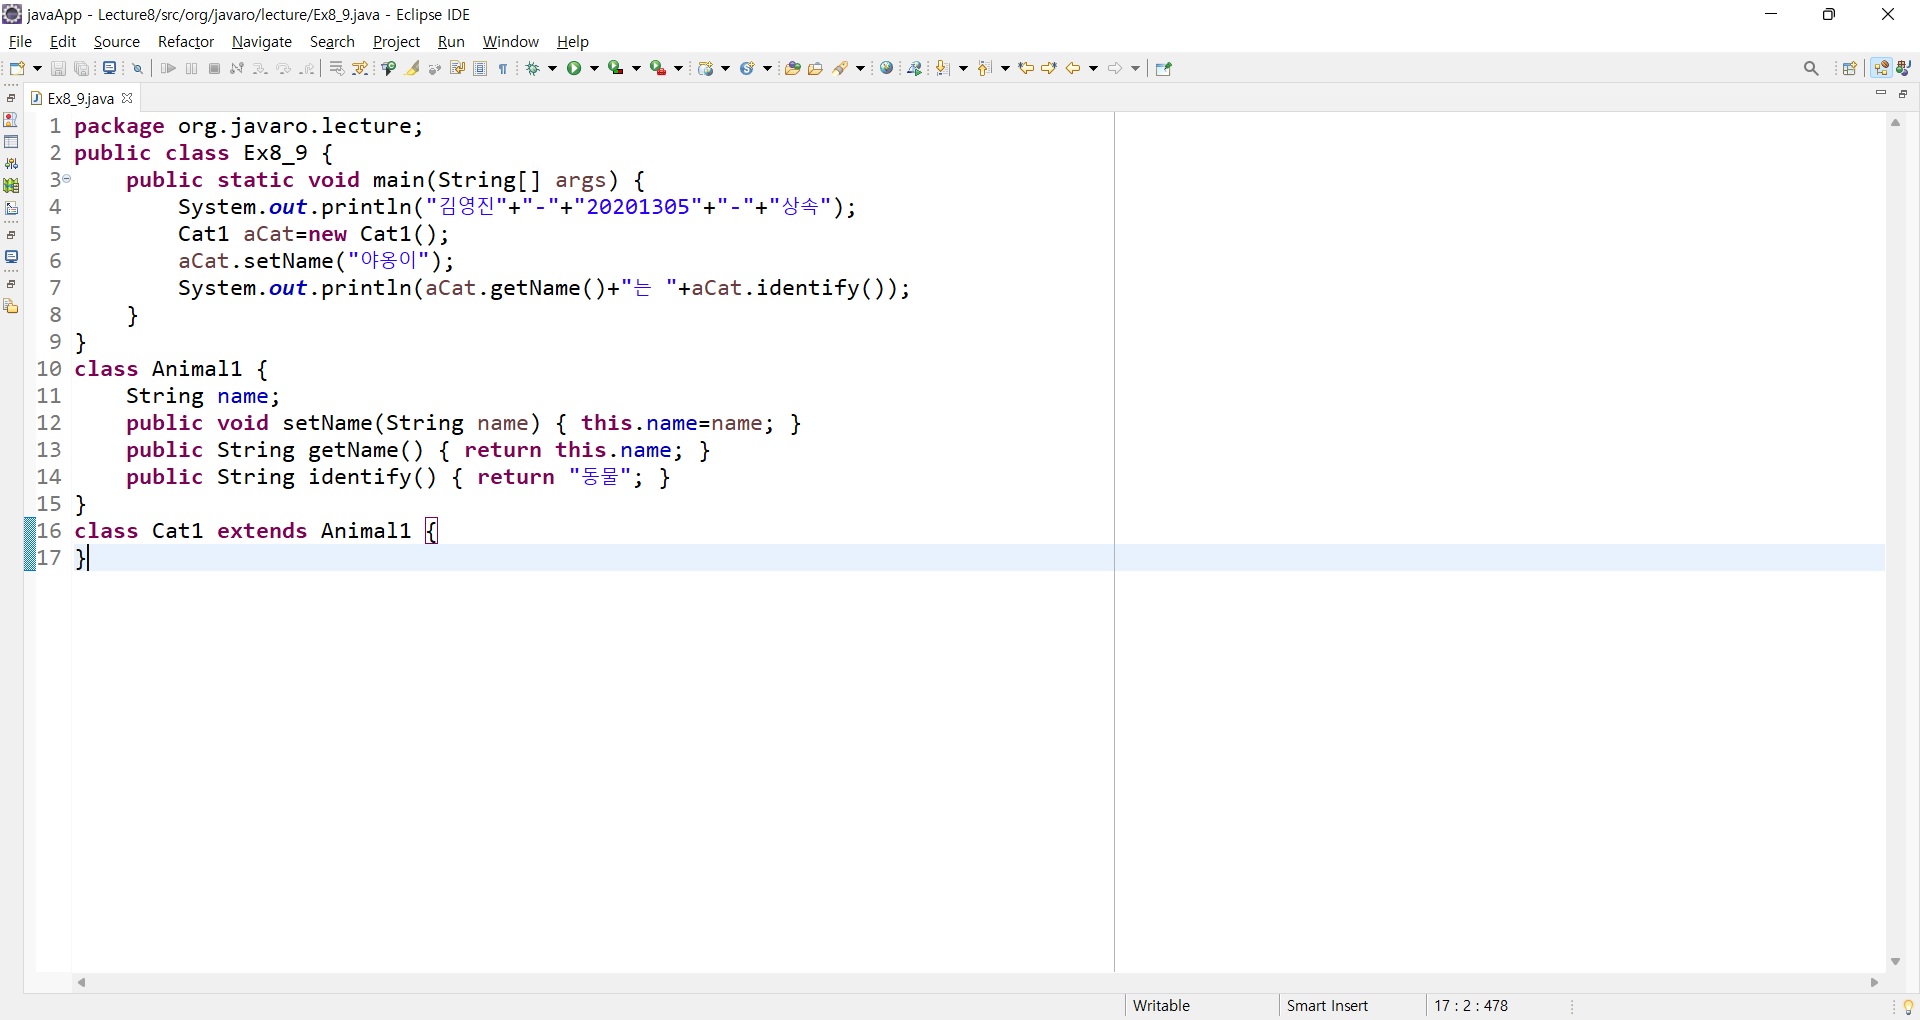 javaApp - Lecture8/src/org/javaro/lecture/Ex8_9.java - Eclipse IDE
File Edit Source Refactor Navigate Search Project Run Window Help
Ex8_9.java
1 package org.javaro.lecture;
2 public class Ex8_9 {
3 public static void main(String[] args) {
4 System.out.println("김영진"+"-"+"20201305"+"-"+"상속");
5 Cat1 aCat=new Cat1();
6 aCat.setName("야옹이");
7 System.out.println(aCat.getName()+"는 "+aCat.identify());
8 }
9 }
10 class Animal1 {
11 String name;
12 public void setName(String name) { this.name=name; }
13 public String getName() { return this.name; }
14 public String identify() { return "동물"; }
15 }
16 class Cat1 extends Animal1 {
17 }
Writable Smart Insert 17 : 2 : 478